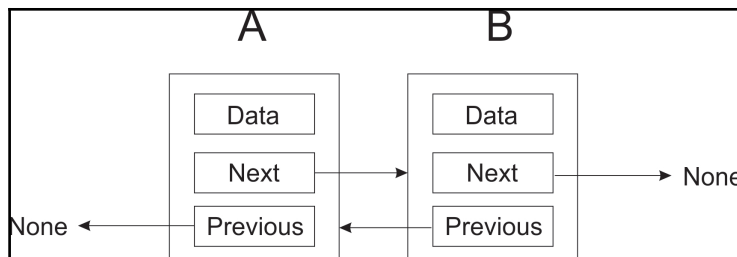 A B
Data Data
Next Next None
None Previous Previous